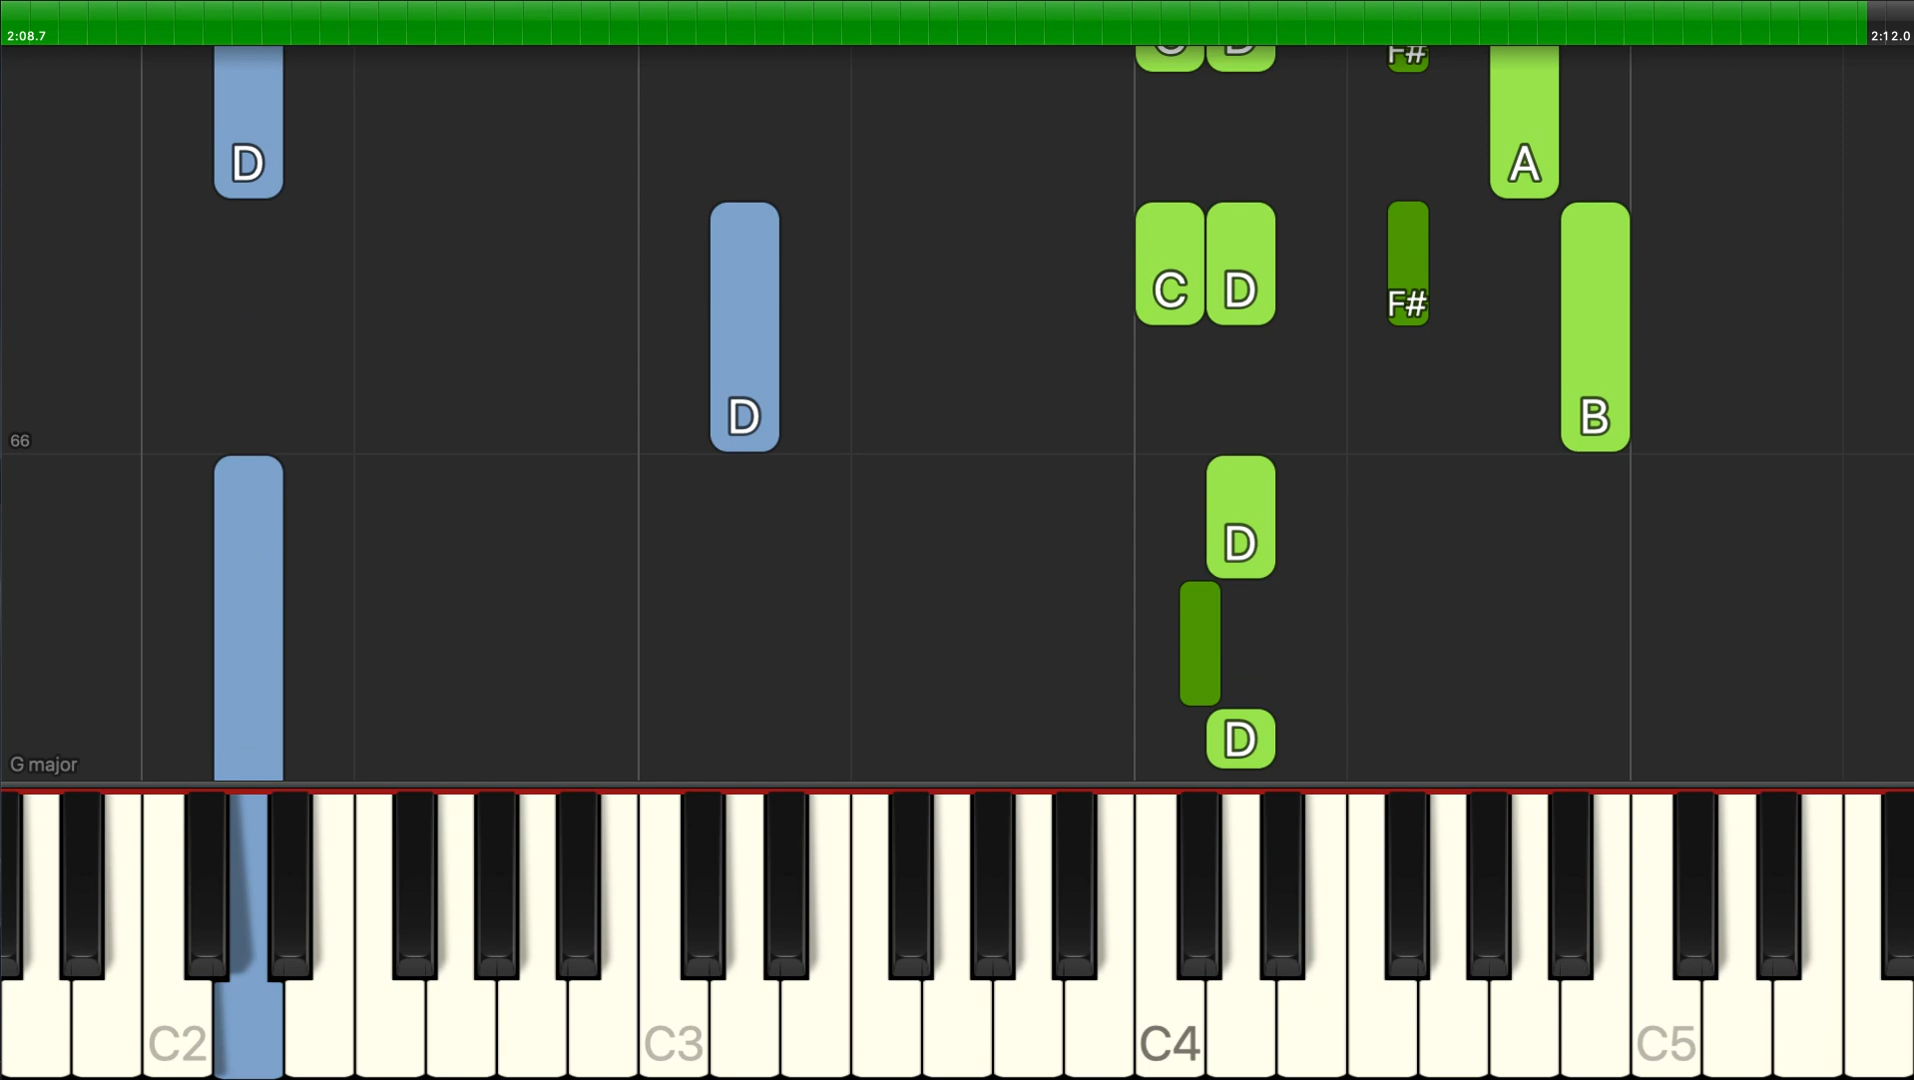 2:08.7
2:12.0
C D F#
D A
C D F#
D B
66
D
D
G major
C2 C3 C4 C5